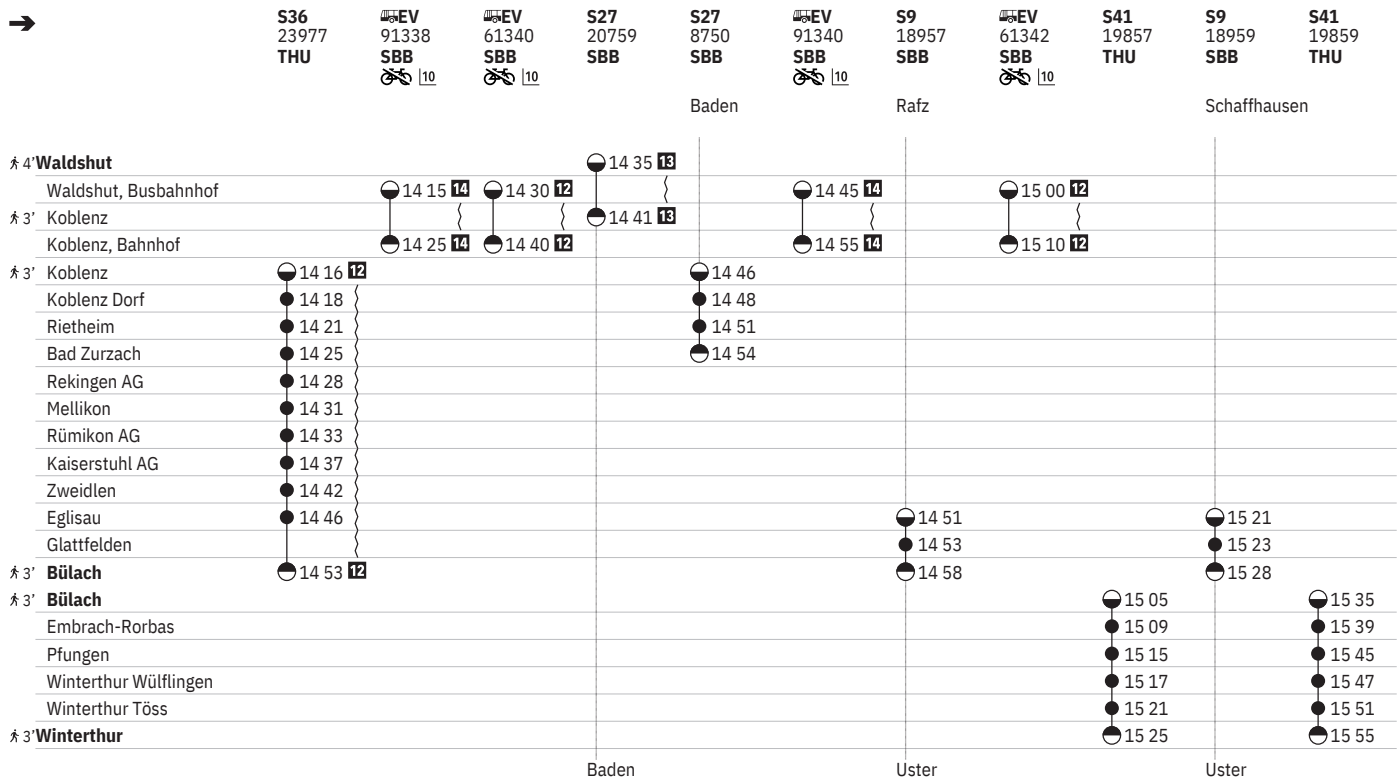 S36 EV EV S27 S27 EV S9 EV S41 S9 S41
23977 91338 61340 20759 8750 91340 18957 61342 19857 18959 19859
THU SBB SBB SBB SBB SBB SBB SBB THU SBB THU
10 10 10 10
Baden Rafz Schaffhausen
4' Waldshut 14 35 13
Waldshut, Busbahnhof 14 15 14 14 30 12 14 45 14 15 00 12
3' Koblenz 14 41 13
Koblenz, Bahnhof 14 25 14 14 40 12 14 55 14 15 10 12
3' Koblenz 14 16 12 14 46
Koblenz Dorf 14 18 14 48
Rietheim 14 21 14 51
Bad Zurzach 14 25 14 54
Rekingen AG 14 28
Mellikon 14 31
Rümikon AG 14 33
Kaiserstuhl AG 14 37
Zweidlen 14 42
Eglisau 14 46 14 51 15 21
Glattfelden 14 53 15 23
3' Bülach 14 53 12 14 58 15 28
3' Bülach 15 05 15 35
Embrach-Rorbas 15 09 15 39
Pfungen 15 15 15 45
Winterthur Wülflingen 15 17 15 47
Winterthur Töss 15 21 15 51
3' Winterthur 15 25 15 55
Baden Uster Uster